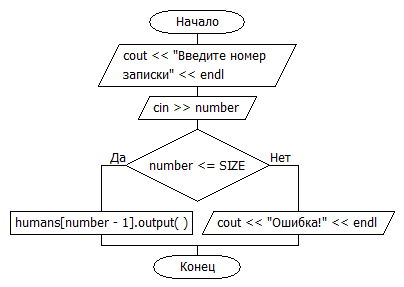 Начало
cout << "Введите номер
записки" << endl
cin >> number
Да
number <= SIZE
Нет
humans[number - 1].output( )
cout << "Ошибка!" << endl
Конец